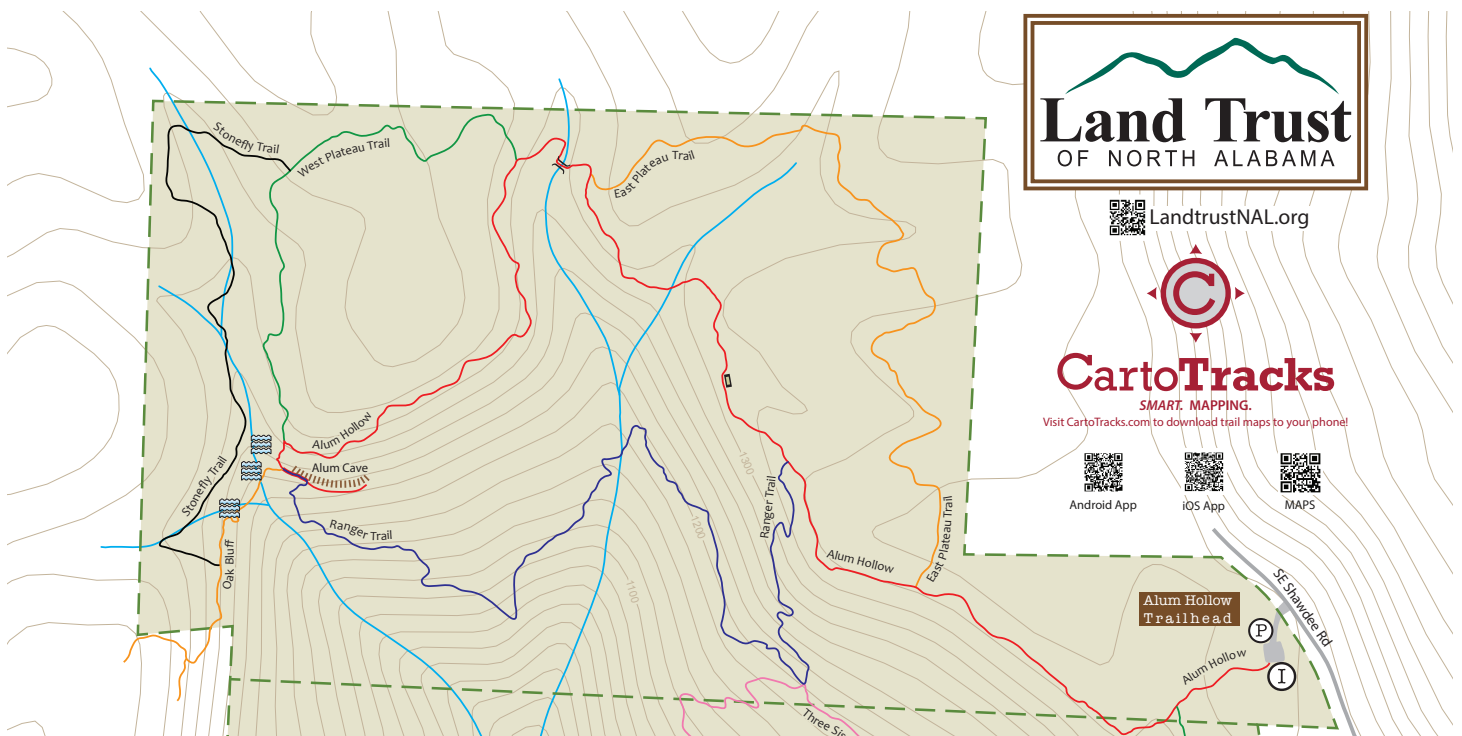 Land Trust
OF NORTH ALABAMA
LandtrustNAL.org
C
CartoTracks
SMART. MAPPING.
Visit CartoTracks.com to download trail maps to your phone!
Android App
iOS App
MAPS
Stonefly Trail
West Plateau Trail
East Plateau Trail
Alum Hollow
Alum Cave
Stonefly Trail
Ranger Trail
Oak Bluff
1300
1200
1100
Ranger Trail
Alum Hollow
East Plateau Trail
Alum Hollow
Trailhead
SE Shawdee Rd
P
Alum Hollow
I
Three Sis